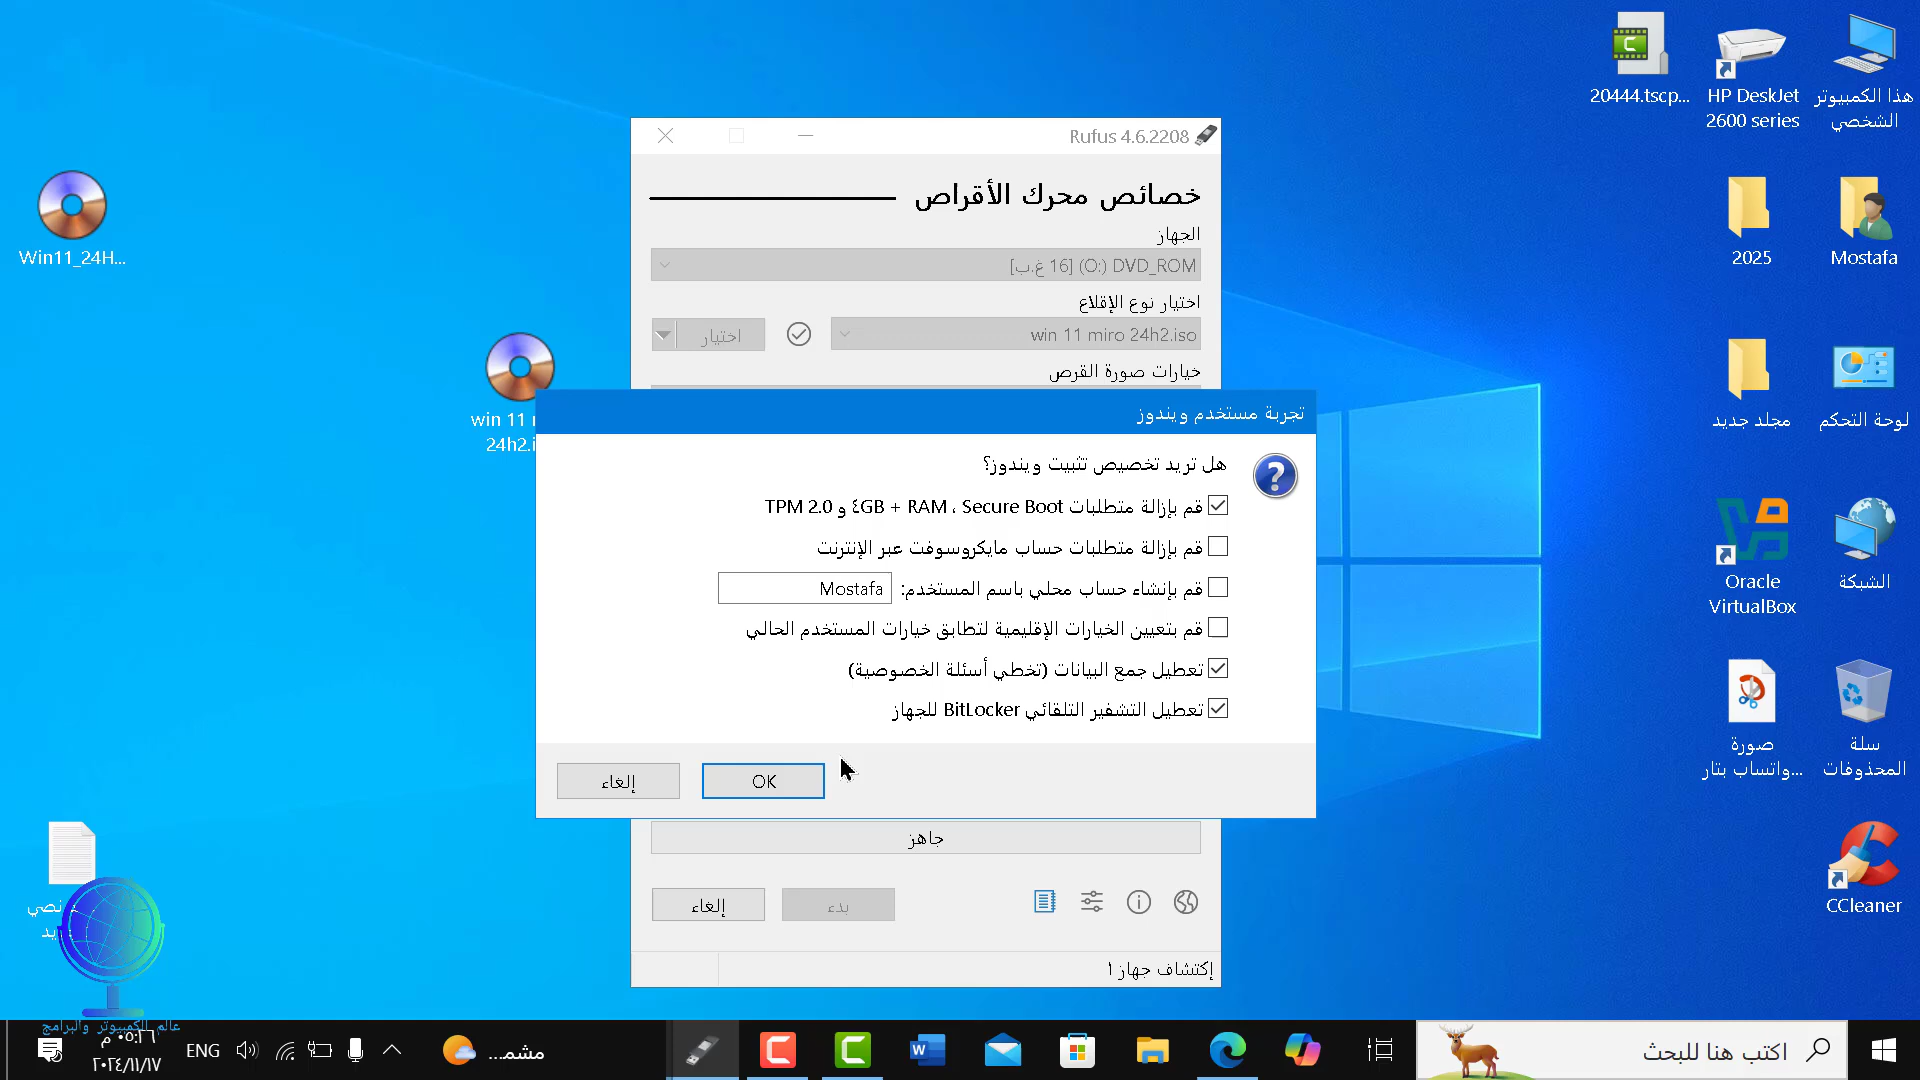 هذا الكمبيوتر الشخصي
HP DeskJet 2600 series
20444.tscp...
Mostafa
2025
لوحة التحكم
مجلد جديد
الشبكة
Oracle VirtualBox
سلة المحذوفات
صورة واتساب بتار...
CCleaner
Win11_24H...
win 11
24h2.i
Rufus 4.6.2208
خصائص محرك الأقراص
الجهاز
DVD_ROM (O:) [16 غ.ب]
اختيار نوع الإقلاع
win 11 miro 24h2.iso
اختيار
خيارات صورة القرص
تجربة مستخدم ويندوز
هل تريد تخصيص تثبيت ويندوز؟
قم بإزالة متطلبات ٤GB + RAM ، Secure Boot و TPM 2.0
قم بإزالة متطلبات حساب مايكروسوفت عبر الإنترنت
قم بإنشاء حساب محلي باسم المستخدم: Mostafa
قم بتعيين الخيارات الإقليمية لتطابق خيارات المستخدم الحالي
تعطيل جمع البيانات (تخطي أسئلة الخصوصية)
تعطيل التشفير التلقائي BitLocker للجهاز
OK
إلغاء
جاهز
بدء
إلغاء
إكتشاف جهاز ١
عالم الكمبيوتر والبرامج
اكتب هنا للبحث
مشمـ...
ENG
٠٥:٢٦ م
٢٠٢٤/١١/١٧